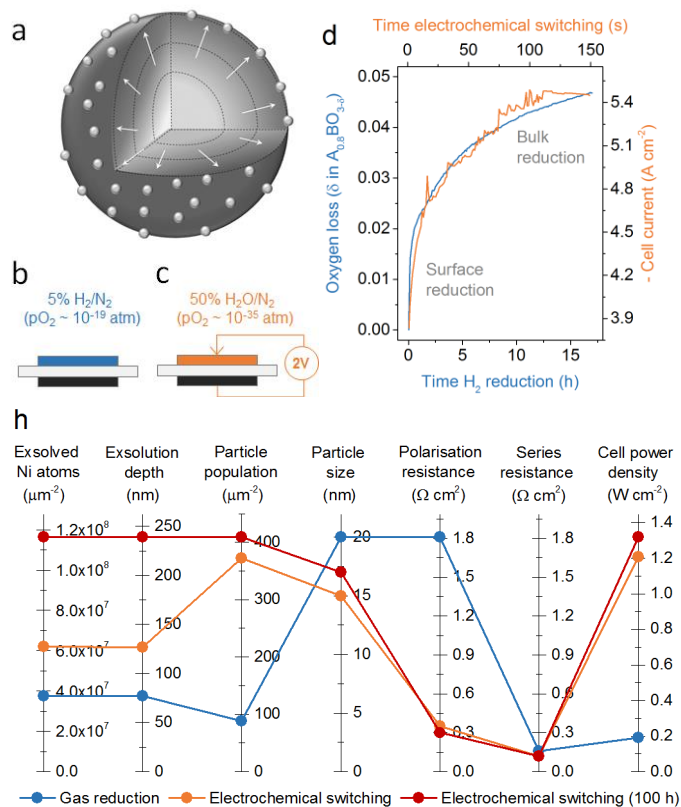 a
b
5% H₂/N₂
(pO₂ ~ 10⁻¹⁹ atm)
c
50% H₂O/N₂
(pO₂ ~ 10⁻³⁵ atm)
2V
d
Time electrochemical switching (s)
0 50 100 150
Oxygen loss (δ in A₀.₈BO₃₋δ)
0.05
0.04
0.03
0.02
0.01
0.00
Bulk
reduction
Surface
reduction
5.4
5.1
4.8
4.5
4.2
3.9
- Cell current (A cm⁻²)
0 5 10 15
Time H₂ reduction (h)
h
Exsolved
Ni atoms
(μm⁻²)
1.2x10⁸
1.0x10⁸
8.0x10⁷
6.0x10⁷
4.0x10⁷
2.0x10⁷
0.0
Exsolution
depth
(nm)
250
200
150
100
50
0
Particle
population
(μm⁻²)
400
300
200
100
0
Particle
size
(nm)
20
15
10
5
0
Polarisation
resistance
(Ω cm²)
1.8
1.5
1.2
0.9
0.6
0.3
0.0
Series
resistance
(Ω cm²)
1.8
1.5
1.2
0.9
0.6
0.3
0.0
Cell power
density
(W cm⁻²)
1.4
1.2
1.0
0.8
0.6
0.4
0.2
0.0
Gas reduction Electrochemical switching Electrochemical switching (100 h)